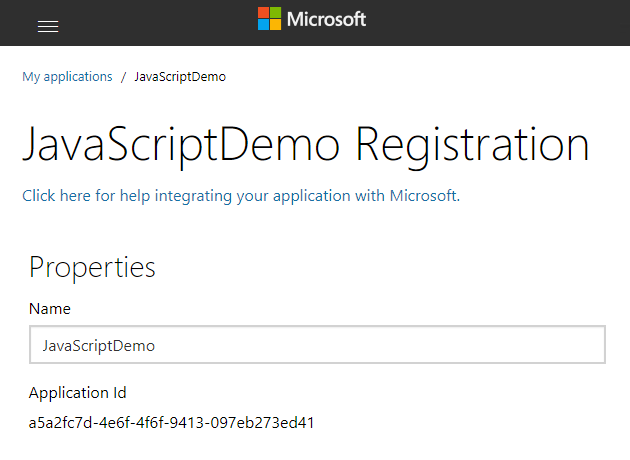 Microsoft
My applications / JavaScriptDemo
JavaScriptDemo Registration
Click here for help integrating your application with Microsoft.
Properties
Name
JavaScriptDemo
Application Id
a5a2fc7d-4e6f-4f6f-9413-097eb273ed41